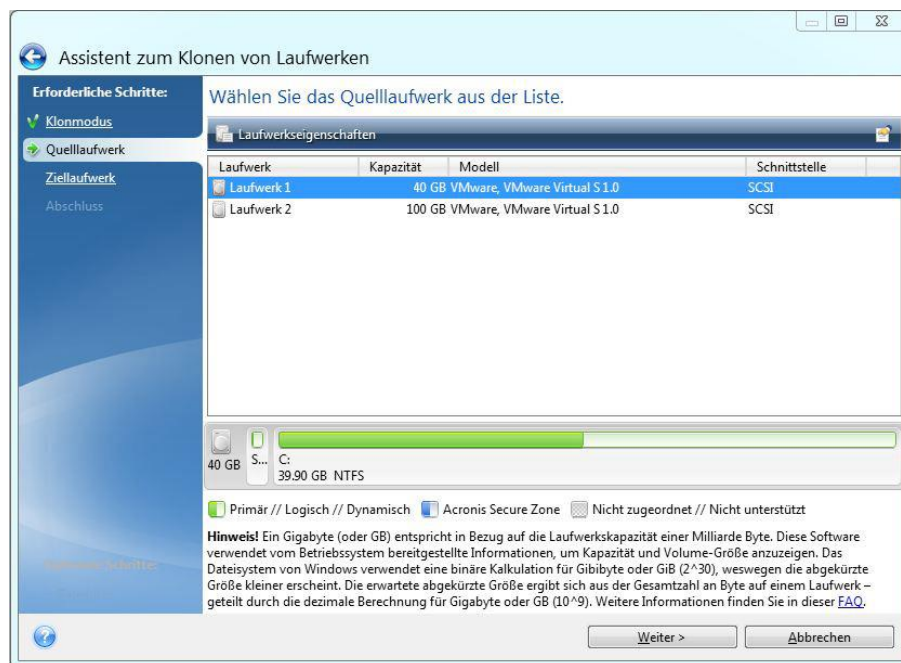 Assistent zum Klonen von Laufwerken
Erforderliche Schritte:
Klonmodus
Quelllaufwerk
Ziellaufwerk
Abschluss
Wählen Sie das Quelllaufwerk aus der Liste.
Laufwerkseigenschaften
Laufwerk Kapazität Modell Schnittstelle
Laufwerk 1 40 GB VMware, VMware Virtual S 1.0 SCSI
Laufwerk 2 100 GB VMware, VMware Virtual S 1.0 SCSI
40 GB
S...
C:
39.90 GB NTFS
Primär // Logisch // Dynamisch Acronis Secure Zone Nicht zugeordnet // Nicht unterstützt
Hinweis! Ein Gigabyte (oder GB) entspricht in Bezug auf die Laufwerkskapazität einer Milliarde Byte. Diese Software
verwendet vom Betriebssystem bereitgestellte Informationen, um Kapazität und Volume-Größe anzuzeigen. Das
Dateisystem von Windows verwendet eine binäre Kalkulation für Gibibyte oder GiB (2^30), weswegen die abgekürzte
Größe kleiner erscheint. Die erwartete abgekürzte Größe ergibt sich aus der Gesamtzahl an Byte auf einem Laufwerk –
geteilt durch die dezimale Berechnung für Gigabyte oder GB (10^9). Weitere Informationen finden Sie in dieser FAQ.
Schritte:
Weiter >
Abbrechen